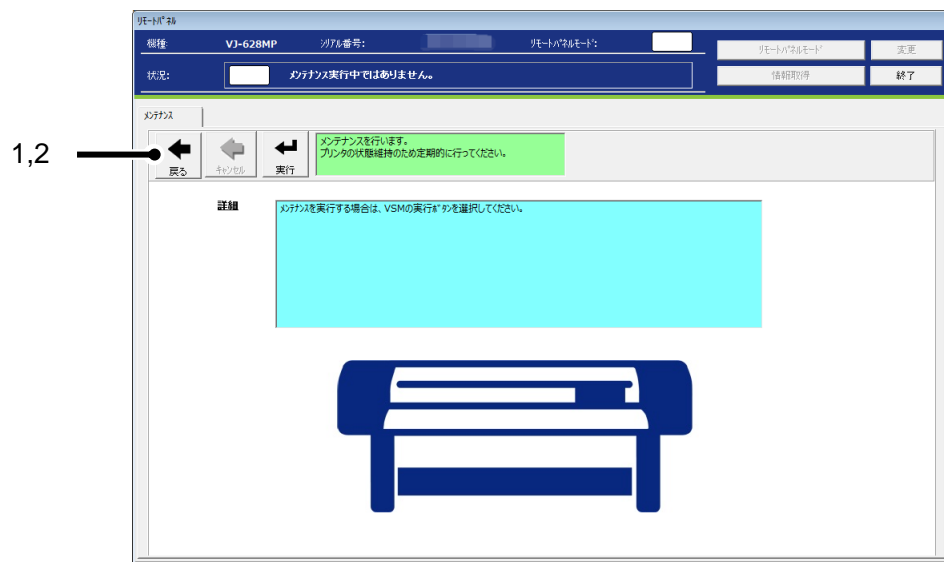 リモートパネル
機種: VJ-628MP シリアル番号: リモートパネルモード:
リモートパネルモード 変更
状況: メンテナンス実行中ではありません。
情報取得 終了
メンテナンス
1,2
戻る キャンセル 実行
メンテナンスを行います。
プリンタの状態維持のため定期的に行ってください。
詳細
メンテナンスを実行する場合は、VSMの実行ボタンを選択してください。